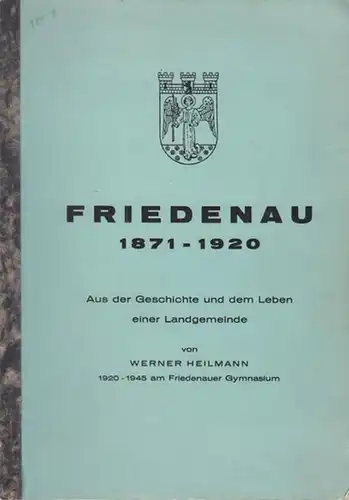 FRIEDENAU
1871 - 1920
Aus der Geschichte und dem Leben
einer Landgemeinde
von
WERNER HEILMANN
1920 - 1945 am Friedenauer Gymnasium